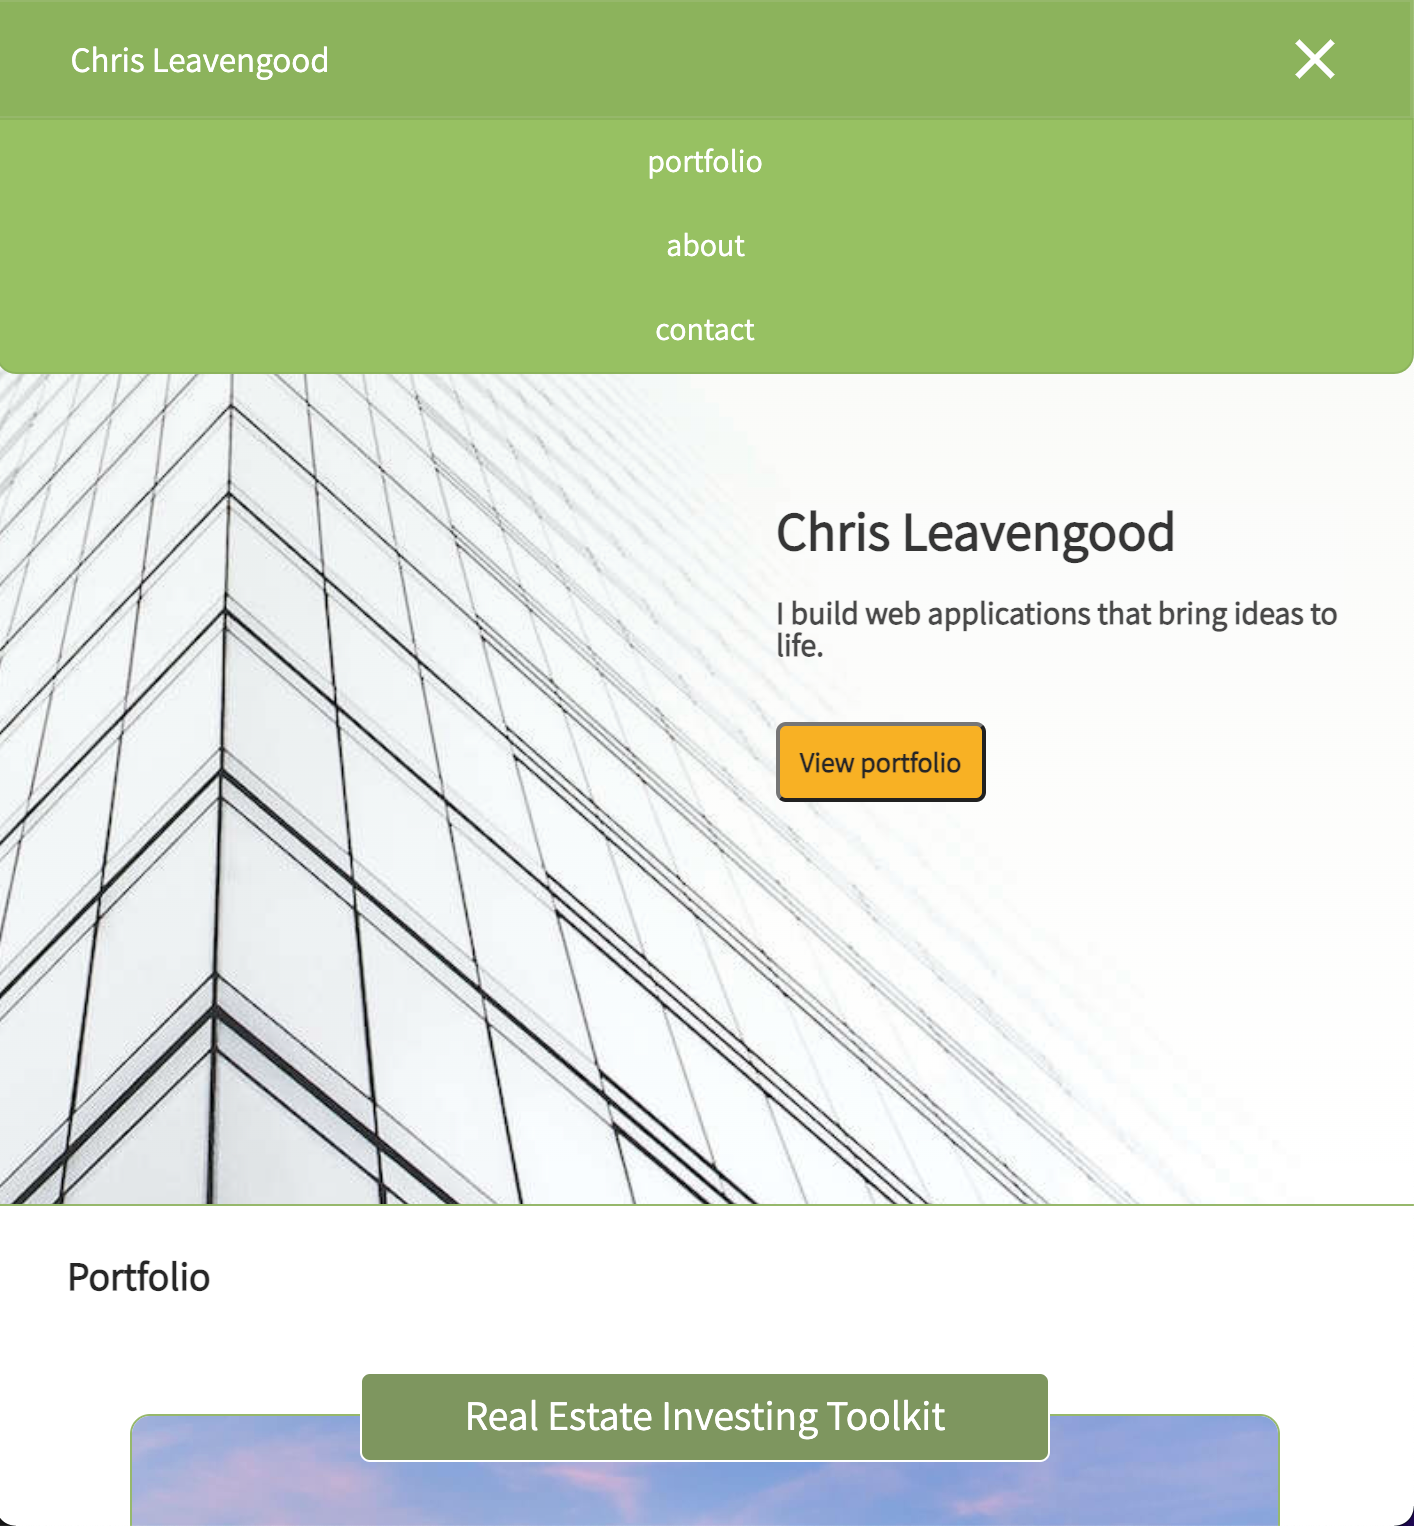 Chris Leavengood
portfolio
about
contact
Chris Leavengood
I build web applications that bring ideas to
life.
View portfolio
Portfolio
Real Estate Investing Toolkit